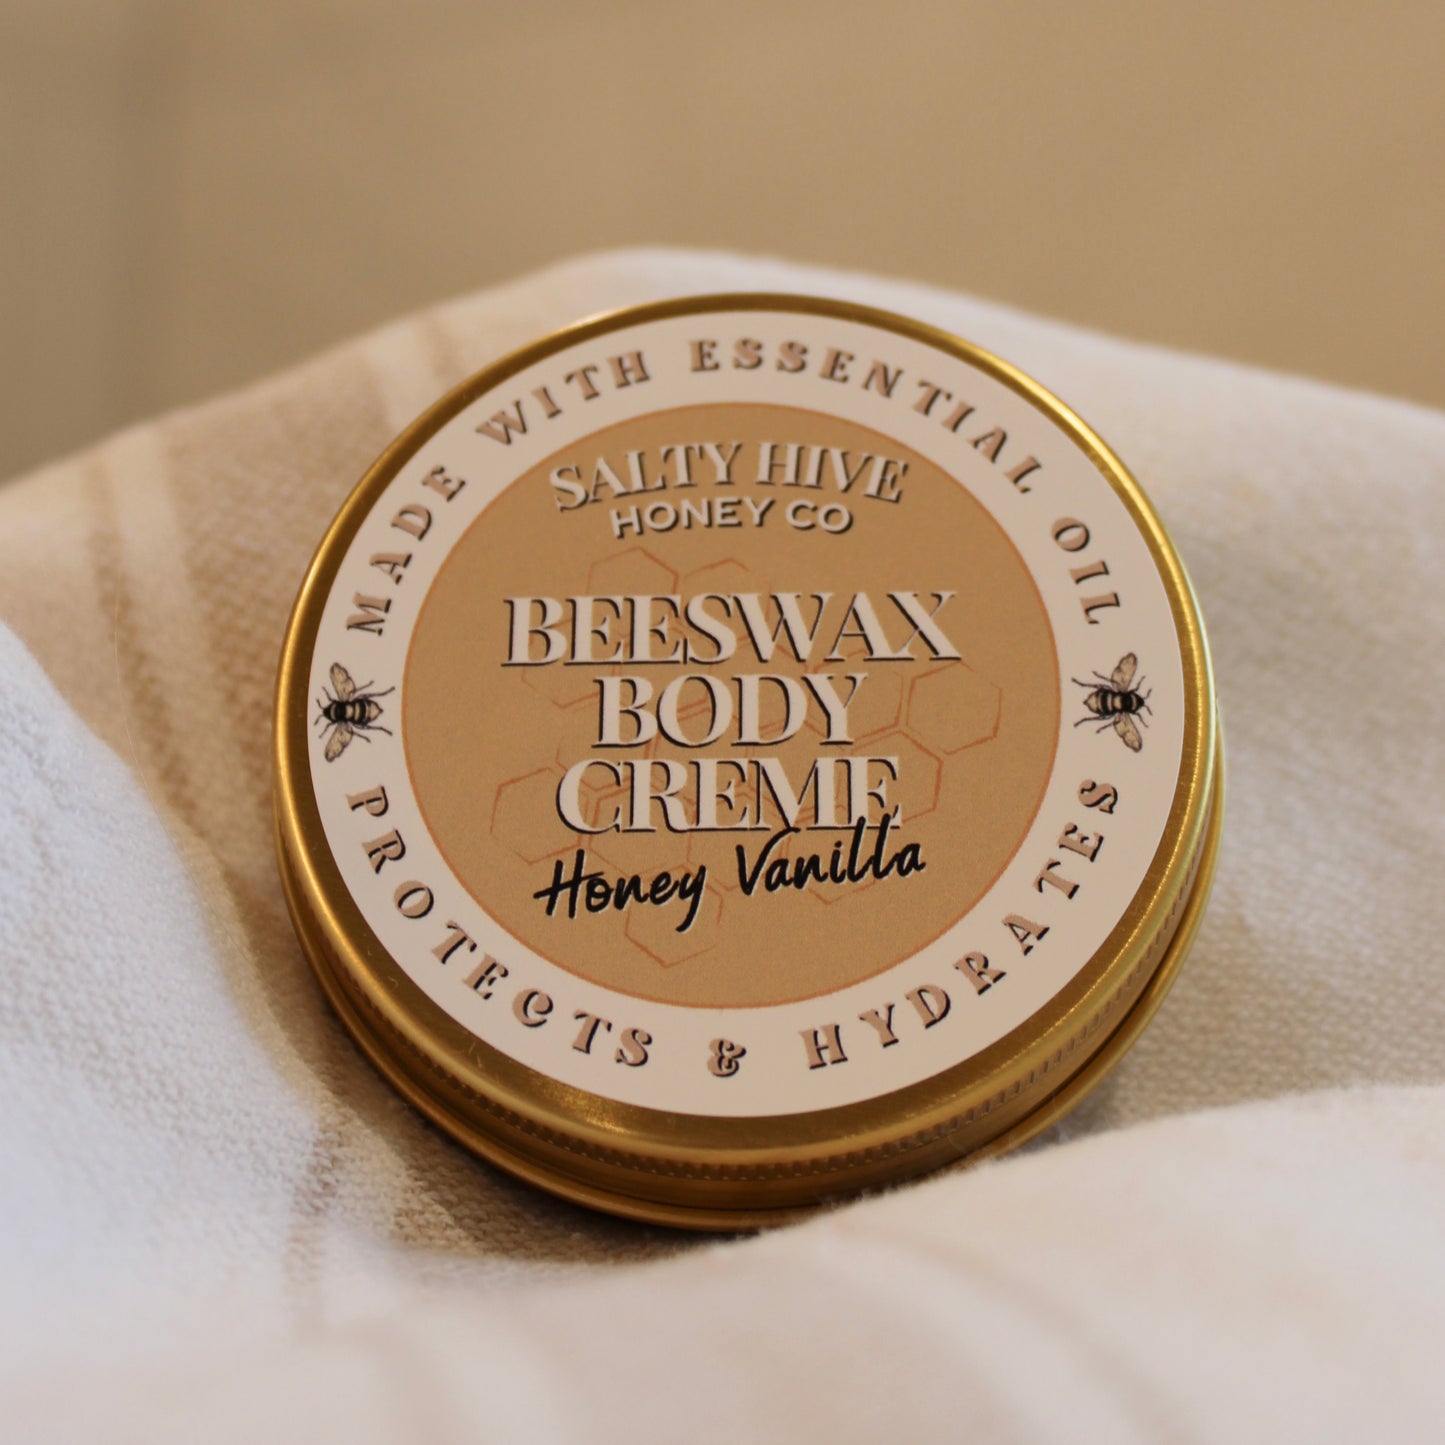 MADE WITH ESSENTIAL OIL
SALTY HIVE
HONEY CO
BEESWAX
BODY
CREME
Honey Vanilla
PROTECTS & HYDRATES